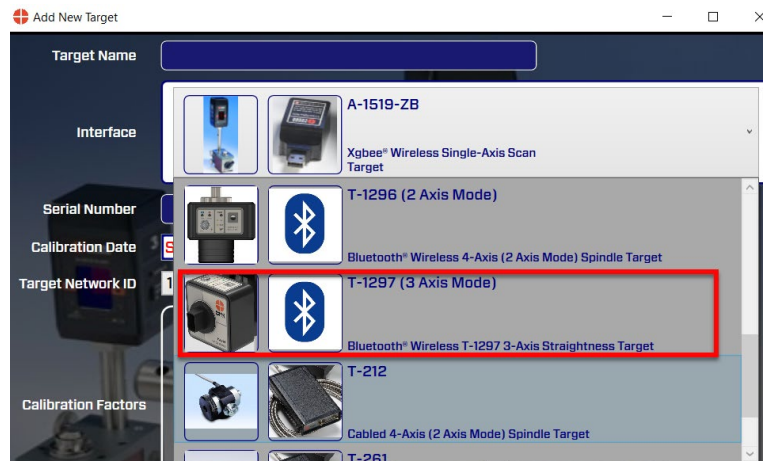 Add New Target
Target Name
Interface
A-1519-ZB
Xgbee® Wireless Single-Axis Scan
Target
Serial Number
T-1296 (2 Axis Mode)
Bluetooth® Wireless 4-Axis (2 Axis Mode) Spindle Target
Calibration Date
S
Target Network ID
1
T-1297 (3 Axis Mode)
Bluetooth® Wireless T-1297 3-Axis Straightness Target
Calibration Factors
T-212
Cabled 4-Axis (2 Axis Mode) Spindle Target
T-261